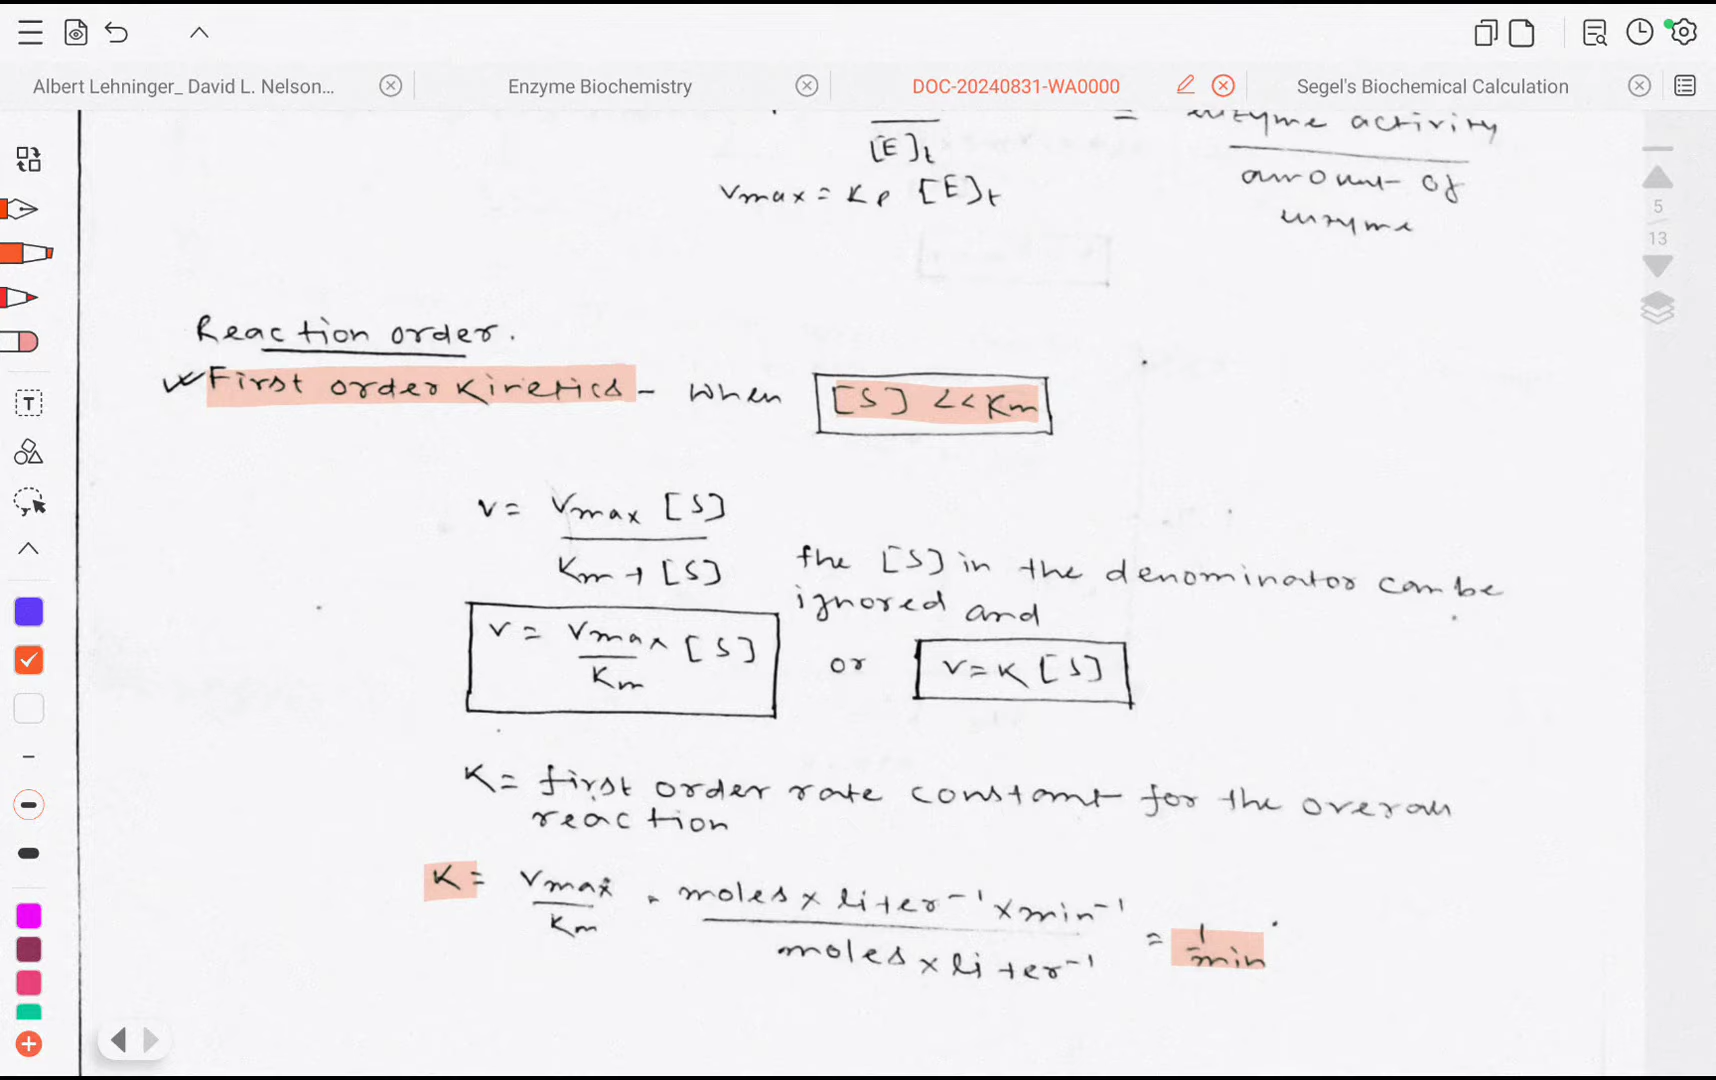 Albert Lehninger_ David L. Nelson...
Enzyme Biochemistry
DOC-20240831-WA0000
Segel's Biochemical Calculation
= enzyme activity
[E]t
amount of
enzyme
Vmax = Kp [E]t
5
13
Reaction order.
First order Kinetics - When [S] << Km
v = Vmax [S]
Km + [S]
the [S] in the denominator can be
ignored and
v = Vmax [S]
Km
or
v = K [S]
K = first order rate constant for the overall
reaction
K = Vmax = moles x liter-1 x min-1
Km
moles x liter-1
= 1
min
T